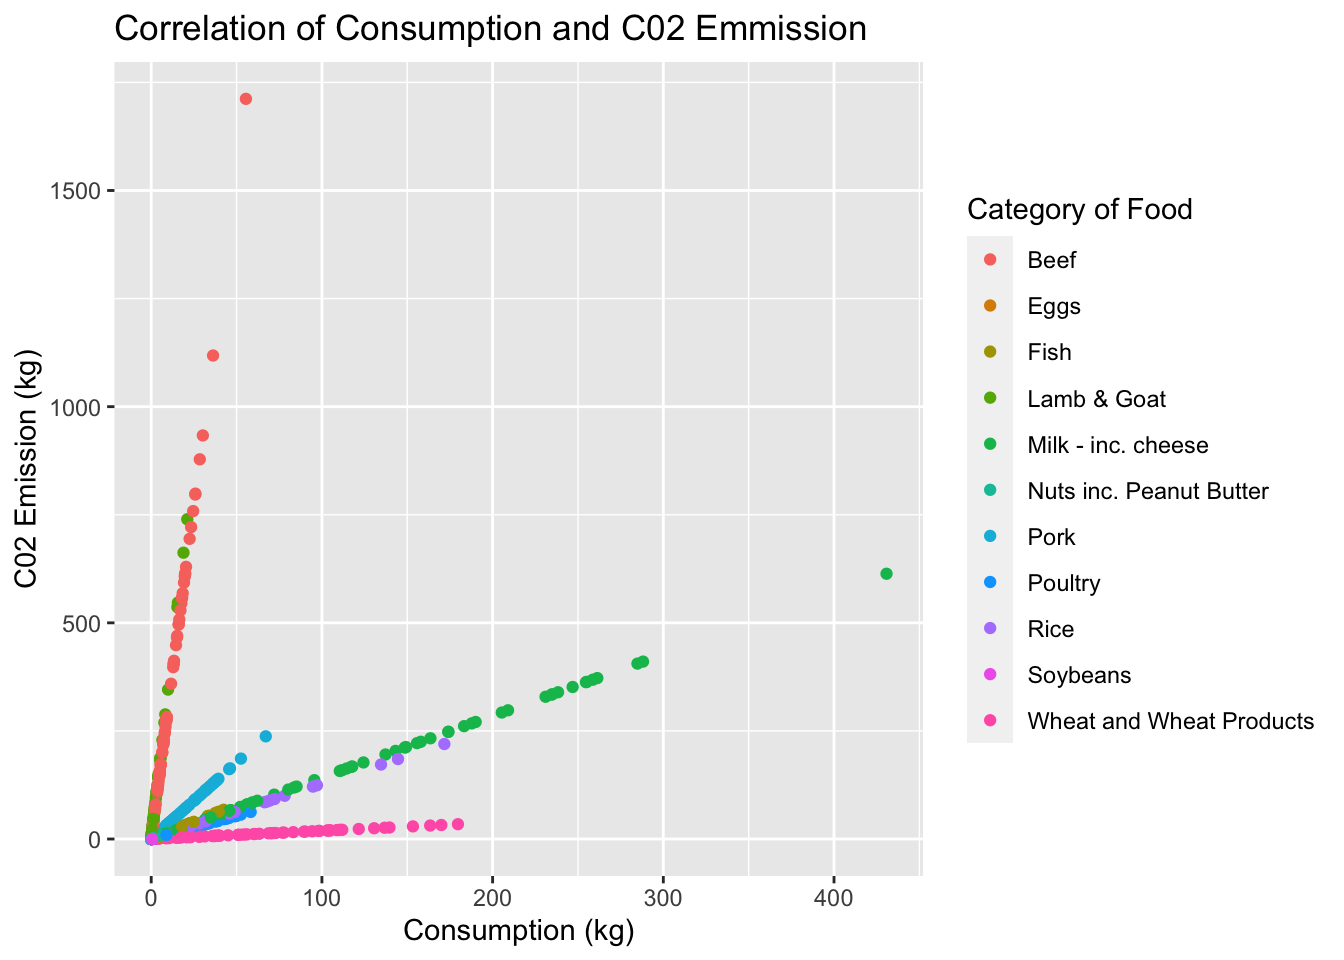 Correlation of Consumption and C02 Emmission
C02 Emission (kg)
1500
1000
500
0
0
100
200
300
400
Consumption (kg)
Category of Food
Beef
Eggs
Fish
Lamb & Goat
Milk - inc. cheese
Nuts inc. Peanut Butter
Pork
Poultry
Rice
Soybeans
Wheat and Wheat Products